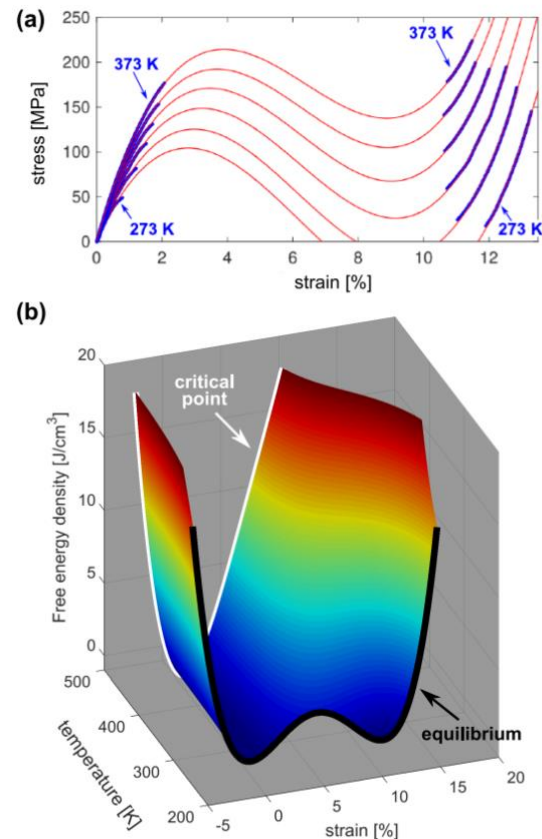 (a)
250
200
150
100
50
0
stress [MPa]
373 K
273 K
373 K
273 K
0 2 4 6 8 10 12
strain [%]
(b)
20
15
10
5
0
Free energy density [J/cm³]
critical
point
equilibrium
500
400
300
200
temperature [K]
-5 0 5 10 15 20
strain [%]